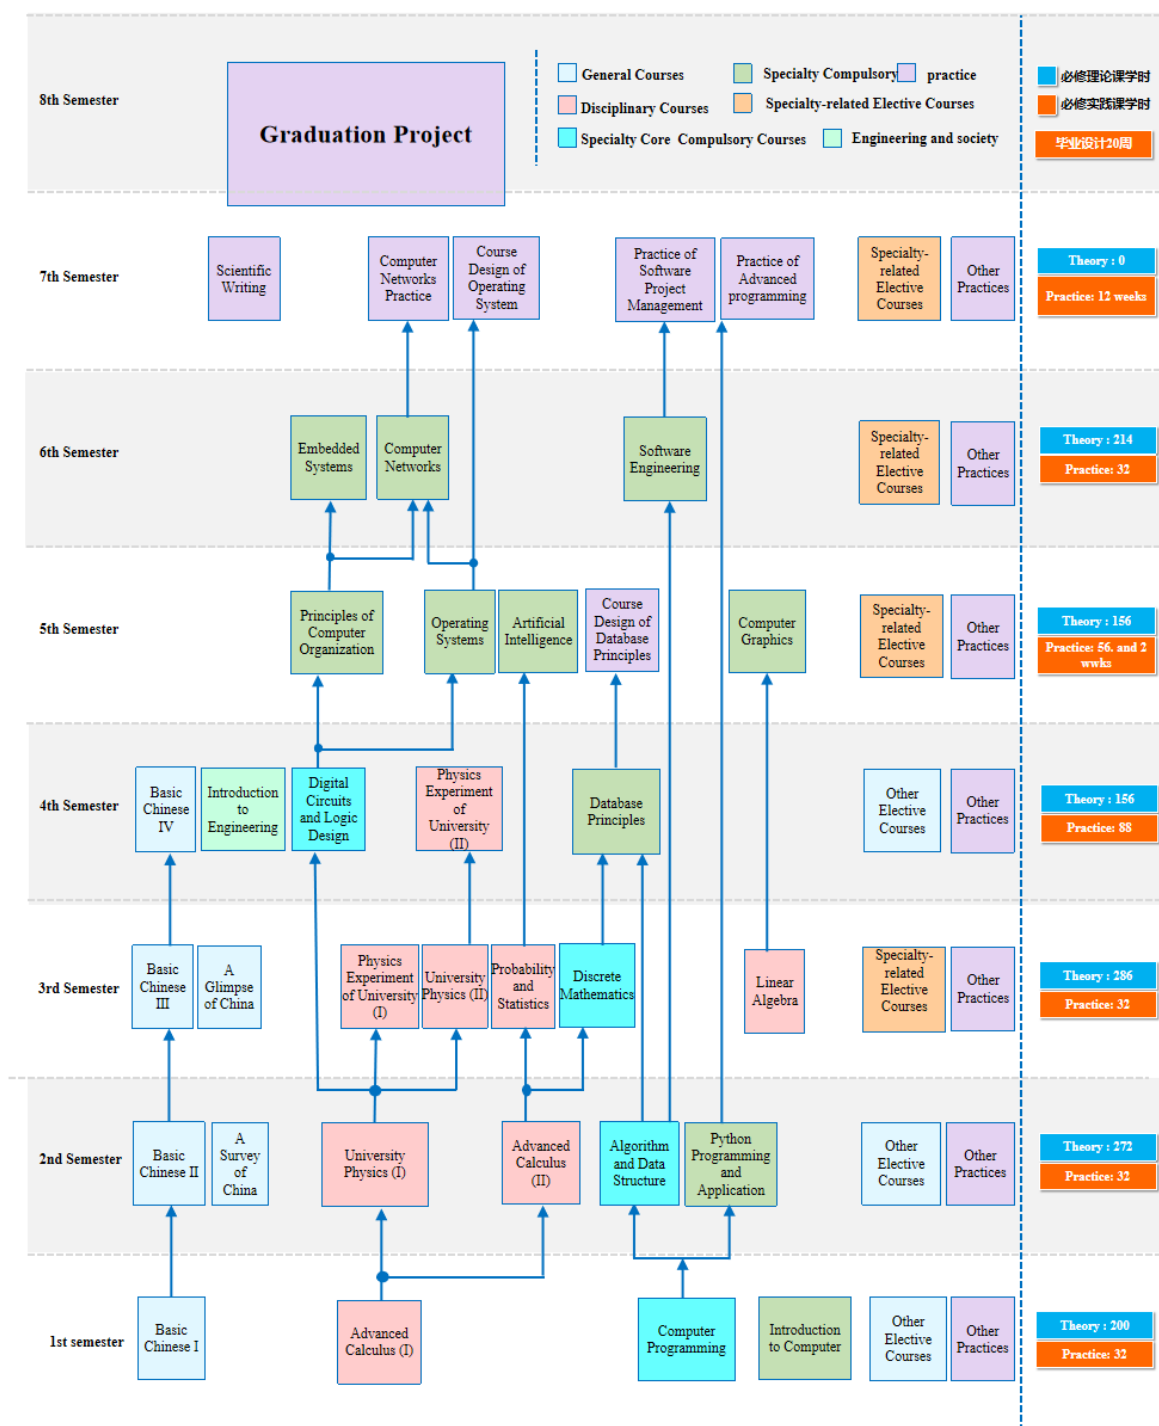 8th Semester
Graduation Project
General Courses
Specialty Compulsory
practice
Disciplinary Courses
Specialty-related Elective Courses
Specialty Core Compulsory Courses
Engineering and society
必修理论课学时
必修实践课学时
毕业设计20周
7th Semester
Scientific
Writing
Computer
Networks
Practice
Course
Design of
Operating
System
Practice of
Software
Project
Management
Practice of
Advanced
programming
Specialty-
related
Elective
Courses
Other
Practices
Theory : 0
Practice: 12 weeks
6th Semester
Embedded
Systems
Computer
Networks
Software
Engineering
Specialty-
related
Elective
Courses
Other
Practices
Theory : 214
Practice: 32
5th Semester
Principles of
Computer
Organization
Operating
Systems
Artificial
Intelligence
Course
Design of
Database
Principles
Computer
Graphics
Specialty-
related
Elective
Courses
Other
Practices
Theory : 156
Practice: 56. and 2
wwks
4th Semester
Basic
Chinese
IV
Introduction
to
Engineering
Digital
Circuits
and Logic
Design
Physics
Experiment
of
University
(II)
Database
Principles
Other
Elective
Courses
Other
Practices
Theory : 156
Practice: 88
3rd Semester
Basic
Chinese
III
A
Glimpse
of China
Physics
Experiment
of University
(I)
University
Physics (II)
Probability
and
Statistics
Discrete
Mathematics
Linear
Algebra
Specialty-
related
Elective
Courses
Other
Practices
Theory : 286
Practice: 32
2nd Semester
Basic
Chinese II
A
Survey
of
China
University
Physics (I)
Advanced
Calculus
(II)
Algorithm
and Data
Structure
Python
Programming
and
Application
Other
Elective
Courses
Other
Practices
Theory : 272
Practice: 32
1st semester
Basic
Chinese I
Advanced
Calculus (I)
Computer
Programming
Introduction
to Computer
Other
Elective
Courses
Other
Practices
Theory : 200
Practice: 32